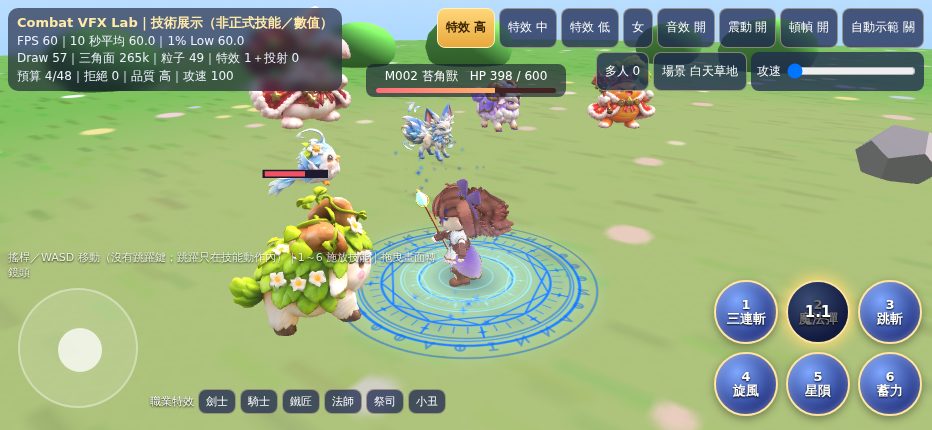 Combat VFX Lab | 技術展示（非正式技能／數值）
FPS 60 | 10 秒平均 60.0 | 1% Low 60.0
Draw 57 | 三角面 265k | 粒子 49 | 特效 1＋投射 0
預算 4/48 | 拒絕 0 | 品質 高 | 攻速 100
特效 高
特效 中
特效 低
女
音效 開
震動 開
頓幀 開
自動示範 關
M002 苔角獸 HP 398 / 600
多人 0
場景 白天草地
攻速
搖桿／WASD 移動（沒有跳躍鍵；跳躍只在技能動作內） | 1～6 施放技能 | 拖曳畫面轉
鏡頭
1
三連斬
2
魔法彈
1.1
3
跳斬
4
旋風
5
星隕
6
蓄力
職業特效
劍士
騎士
鐵匠
法師
祭司
小丑